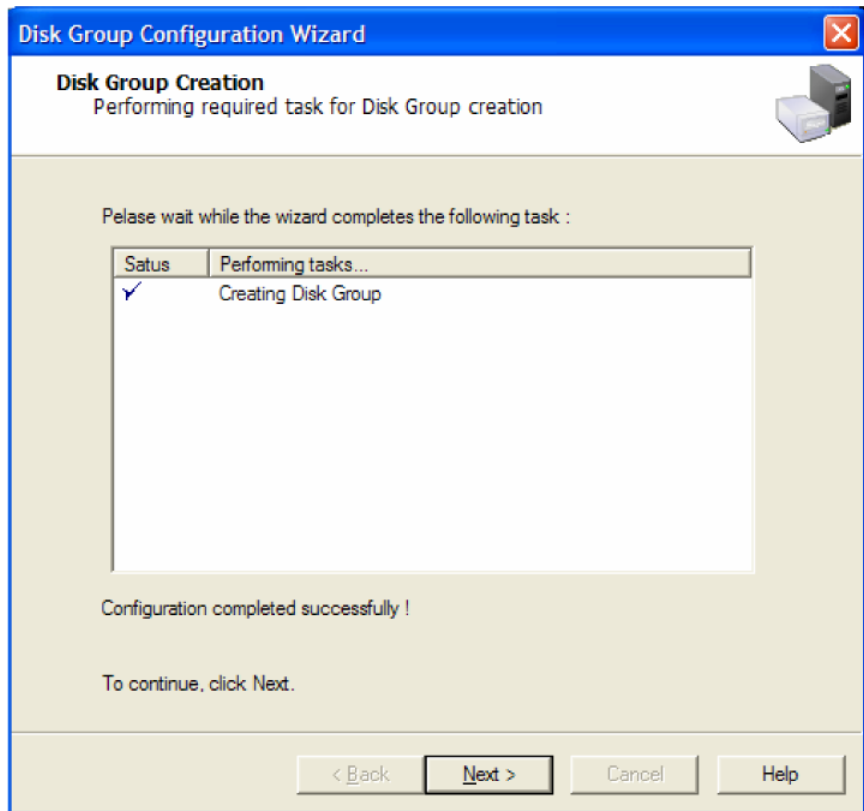 Disk Group Configuration Wizard
Disk Group Creation
Performing required task for Disk Group creation
Pelase wait while the wizard completes the following task :
Satus Performing tasks...
Creating Disk Group
Configuration completed successfully !
To continue, click Next.
< Back Next > Cancel Help